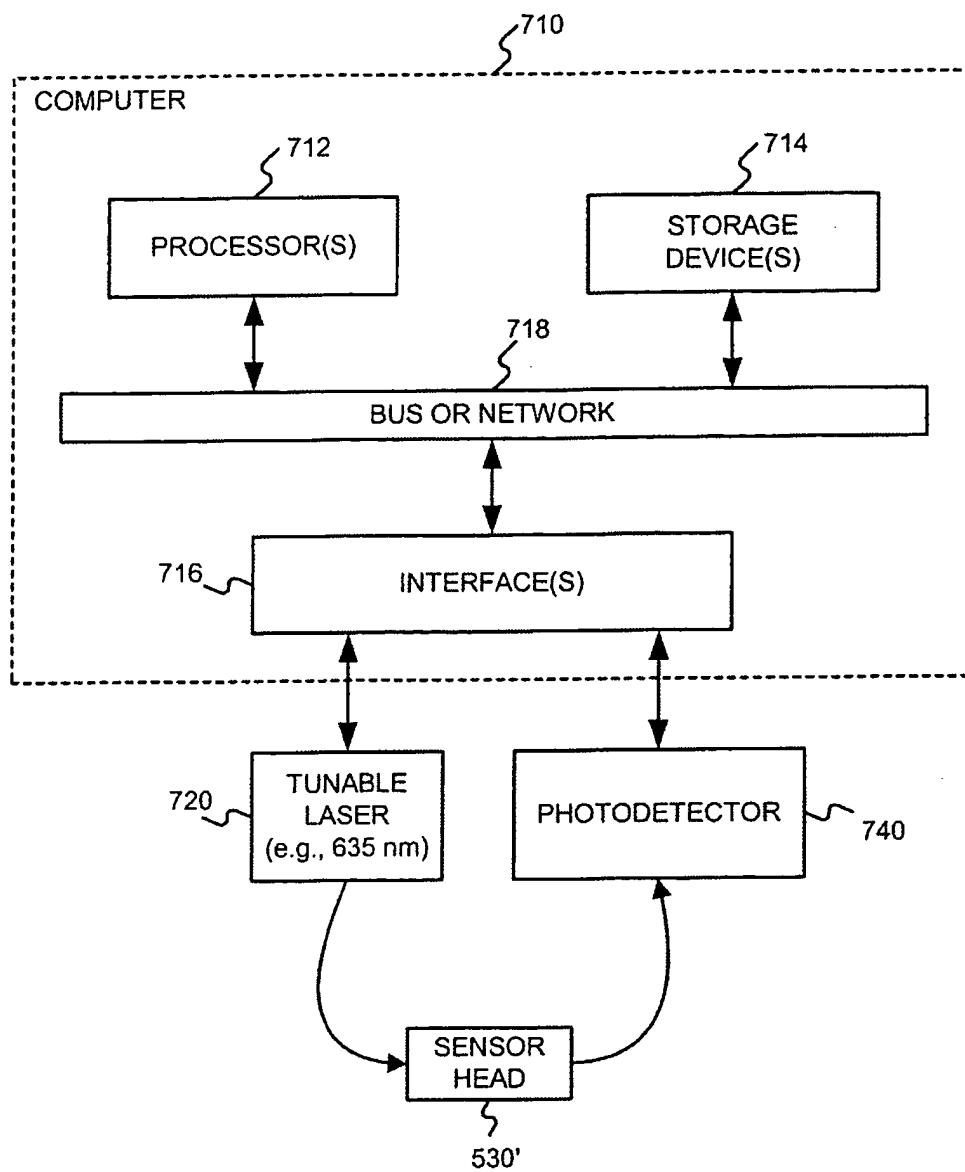 710
COMPUTER
712
714
PROCESSOR(S)
STORAGE
DEVICE(S)
718
BUS OR NETWORK
716
INTERFACE(S)
720
TUNABLE
LASER
(e.g., 635 nm)
PHOTODETECTOR
740
SENSOR
HEAD
530'